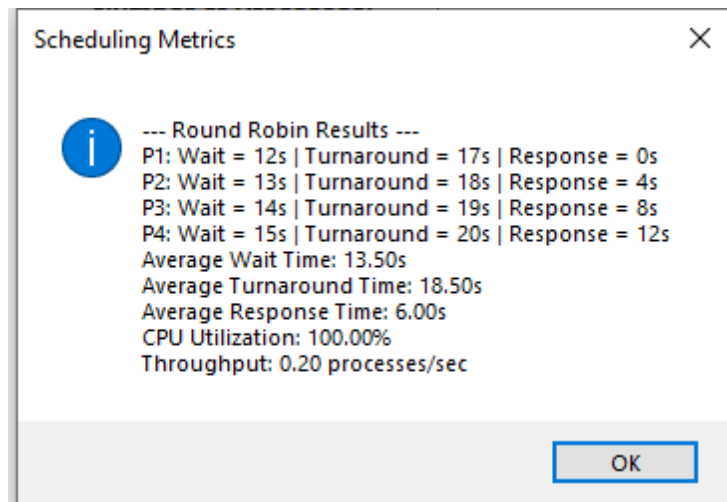 Scheduling Metrics
--- Round Robin Results ---
P1: Wait = 12s | Turnaround = 17s | Response = 0s
P2: Wait = 13s | Turnaround = 18s | Response = 4s
P3: Wait = 14s | Turnaround = 19s | Response = 8s
P4: Wait = 15s | Turnaround = 20s | Response = 12s
Average Wait Time: 13.50s
Average Turnaround Time: 18.50s
Average Response Time: 6.00s
CPU Utilization: 100.00%
Throughput: 0.20 processes/sec
OK